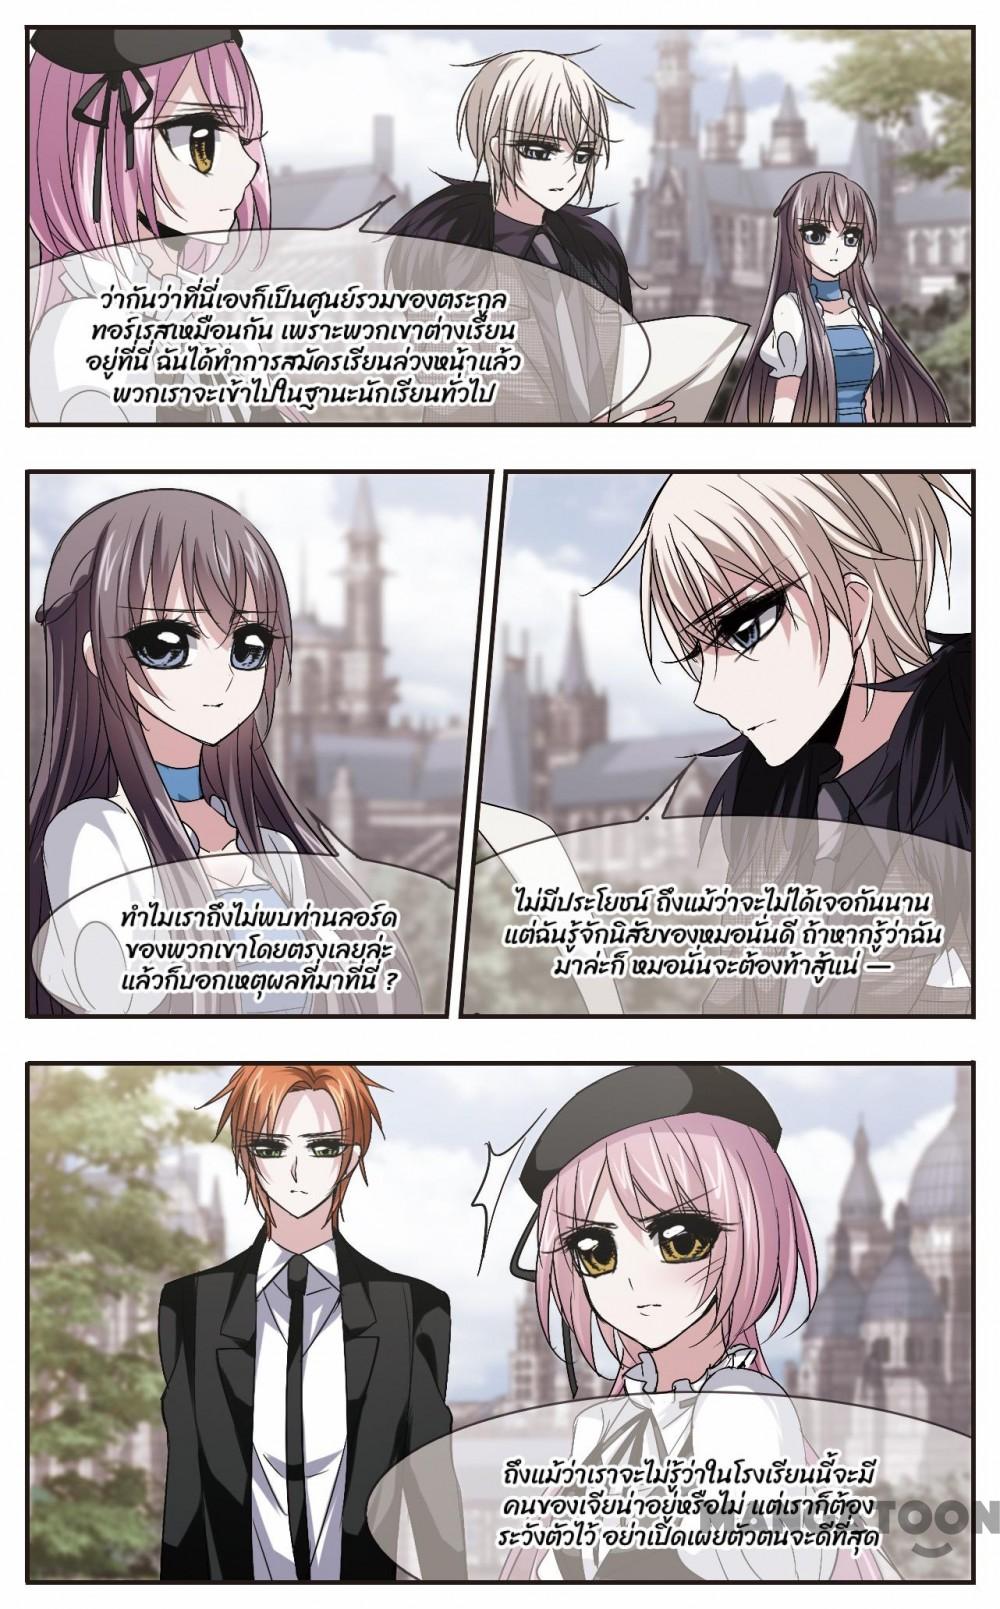 ว่ากันว่าที่นี่เองก็เป็นศูนย์รวมของตระกูล
ทอร์เรสเหมือนกัน เพราะพวกเขาต่างเรียน
อยู่ที่นี่ ฉันได้ทำการสมัครเรียนล่วงหน้าแล้ว
พวกเราจะเข้าไปในฐานะนักเรียนทั่วไป
ทำไมเราถึงไม่พบท่านลอร์ด
ของพวกเขาโดยตรงเลยล่ะ
แล้วก็บอกเหตุผลที่มาที่นี่ ?
ไม่มีประโยชน์ ถึงแม้ว่าจะไม่ได้เจอกันนาน
แต่ฉันรู้จักนิสัยของหมอนั่นดี ถ้าหากรู้ว่าฉัน
มาล่ะก็ หมอนั่นจะต้องท้าสู้แน่ —
ถึงแม้ว่าเราจะไม่รู้ว่าในโรงเรียนนี้จะมี
คนของเจียน่าอยู่หรือไม่ แต่เราก็ต้อง
ระวังตัวไว้ อย่าเปิดเผยตัวตนจะดีที่สุด
MANGATOON